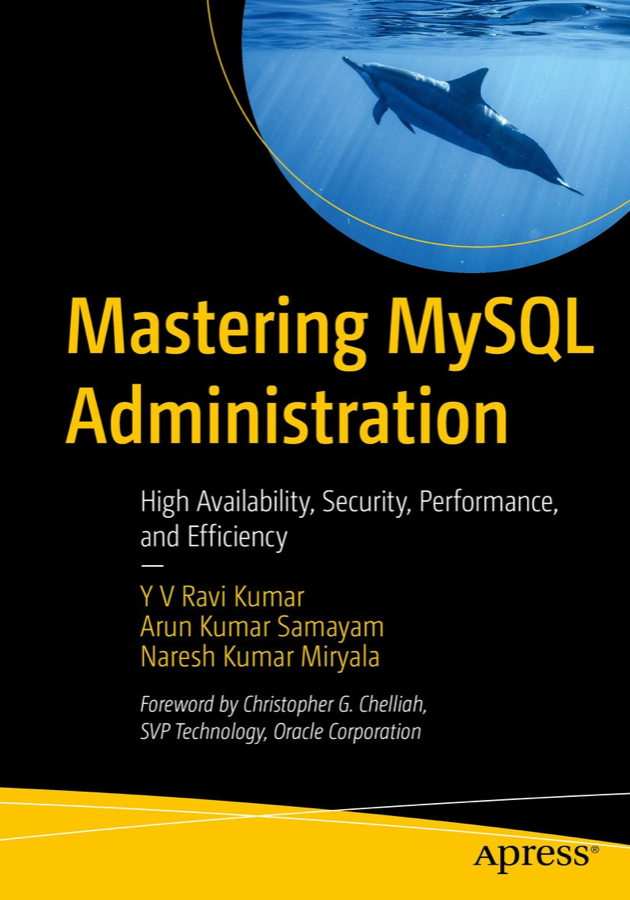 Mastering MySQL
Administration
High Availability, Security, Performance,
and Efficiency
Y V Ravi Kumar
Arun Kumar Samayam
Naresh Kumar Miryala
Foreword by Christopher G. Chelliah,
SVP Technology, Oracle Corporation
Apress®